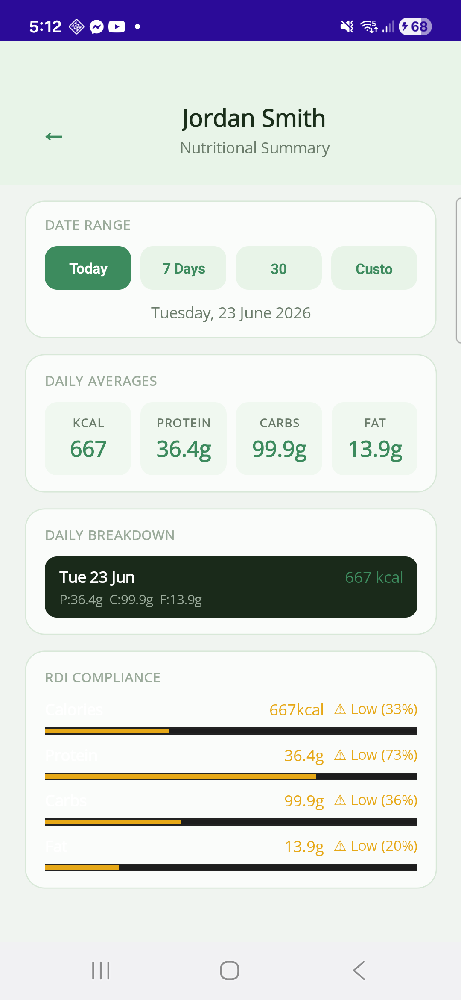 5:12
5
68
←
Jordan Smith
Nutritional Summary
DATE RANGE
Today
7 Days
30
Custo
Tuesday, 23 June 2026
DAILY AVERAGES
KCAL
PROTEIN
CARBS
FAT
667
36.4g
99.9g
13.9g
DAILY BREAKDOWN
Tue 23 Jun
667 kcal
P:36.4g C:99.9g F:13.9g
RDI COMPLIANCE
Calories 667kcal ⚠ Low (33%)
Protein 36.4g ⚠ Low (73%)
Carbs 99.9g ⚠ Low (36%)
Fat 13.9g ⚠ Low (20%)